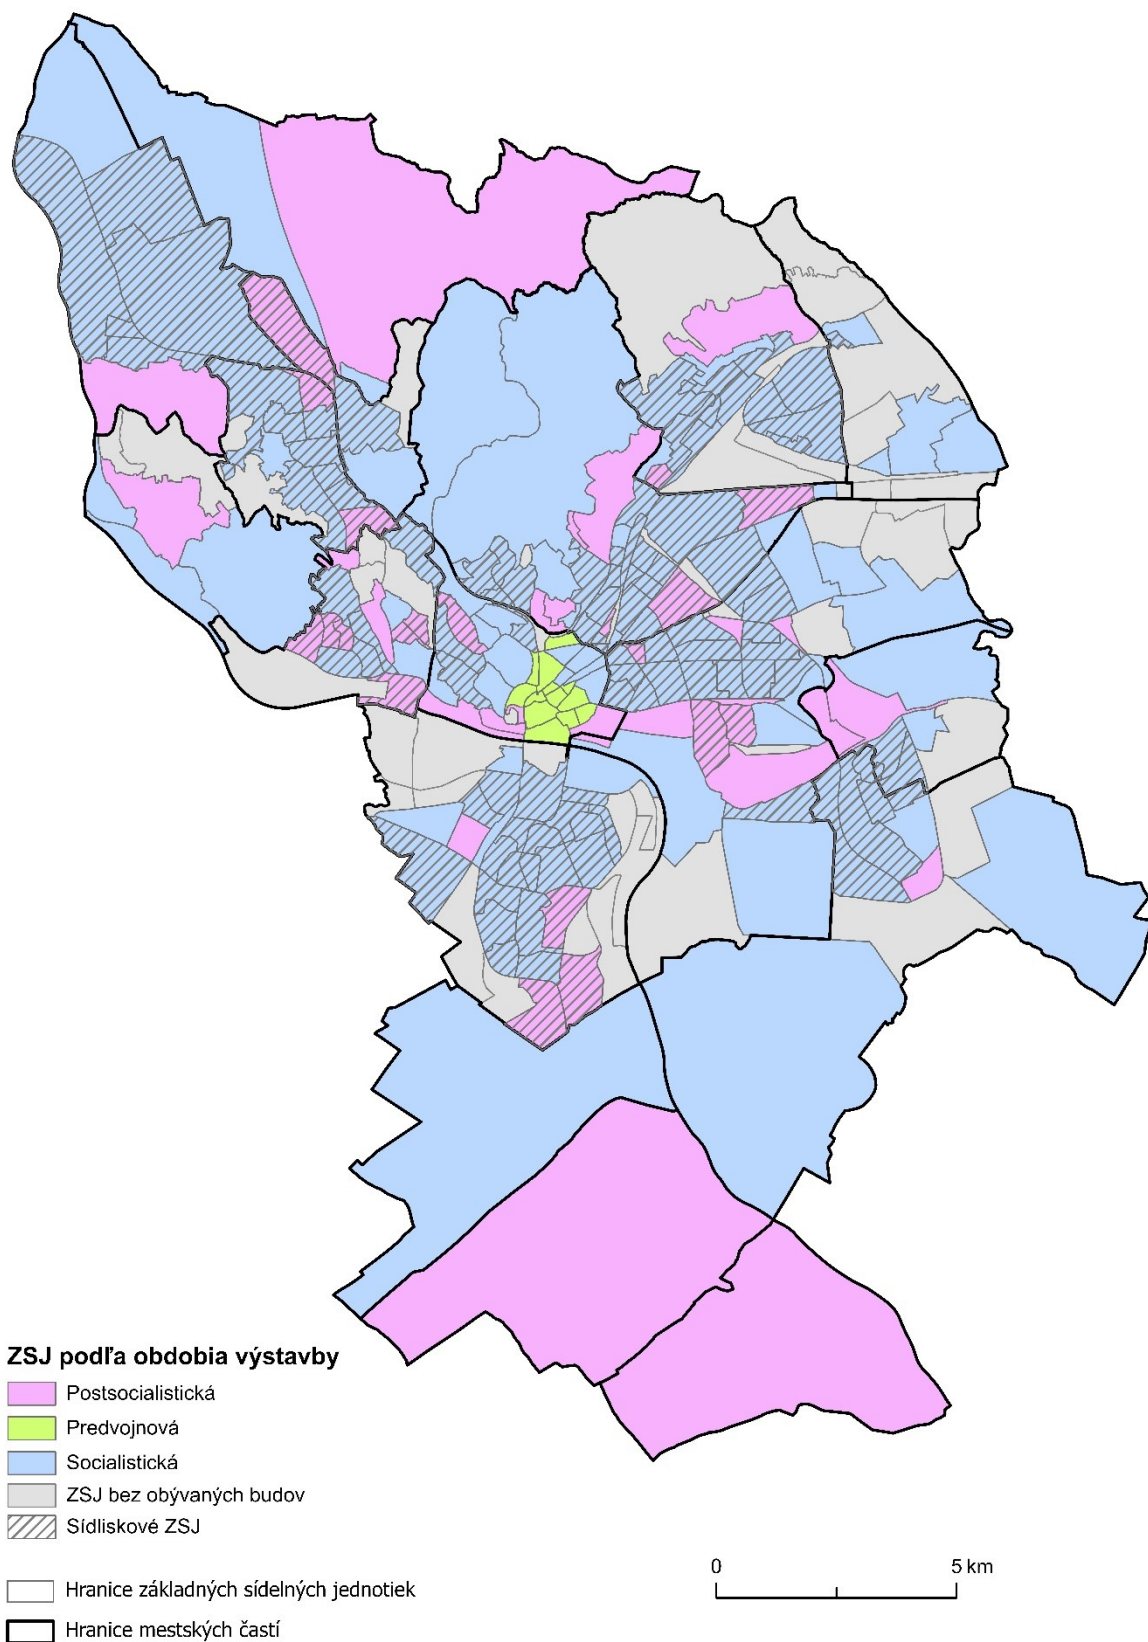 ZSJ podľa obdobia výstavby
Postsocialistická
Predvojnová
Socialistická
ZSJ bez obývaných budov
Sídliskové ZSJ
Hranice základných sídelných jednotiek
Hranice mestských častí
0 5 km